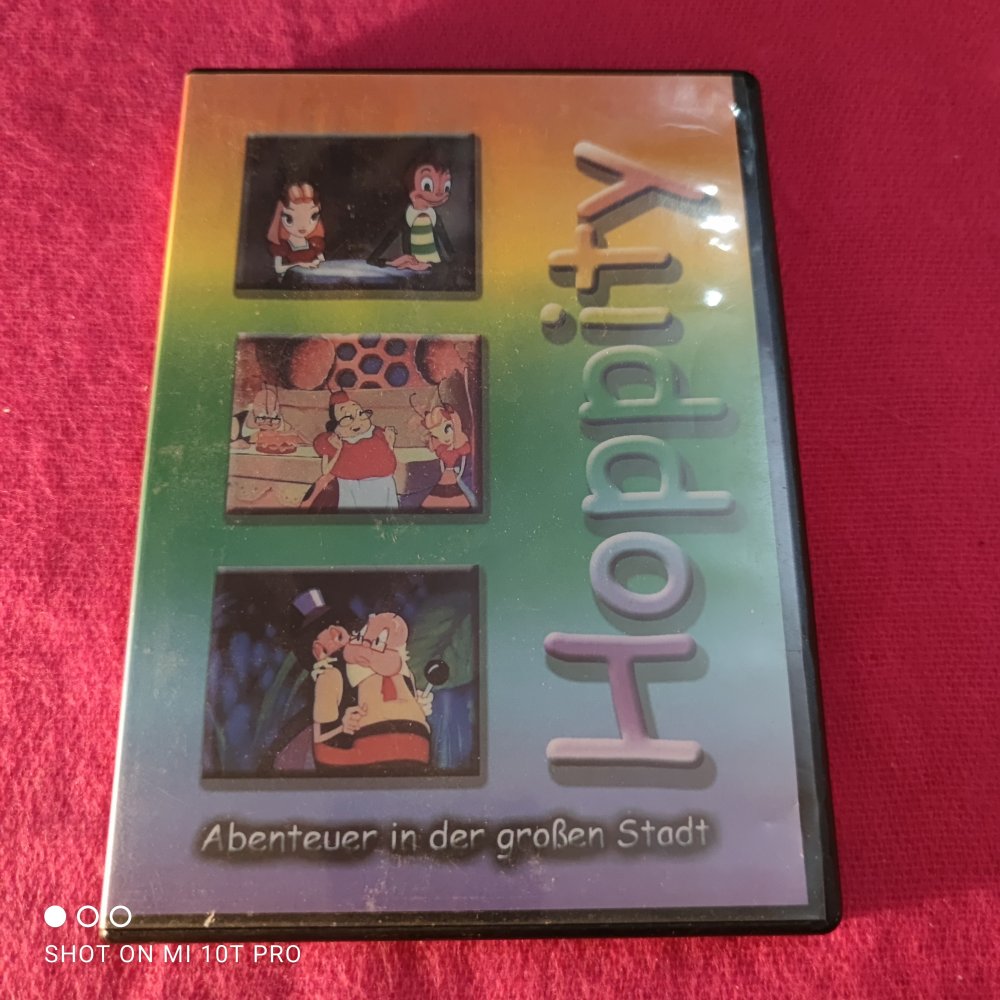 Hoppity
Abenteuer in der großen Stadt
SHOT ON MI 10T PRO